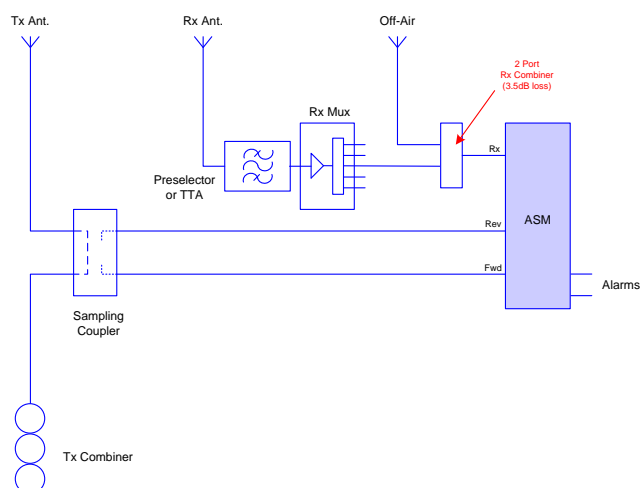 Tx Ant.
Rx Ant.
Off-Air
2 Port
Rx Combiner
(3.5dB loss)
Rx Mux
Rx
Preselector
or TTA
ASM
Rev
Fwd
Alarms
Sampling
Coupler
Tx Combiner